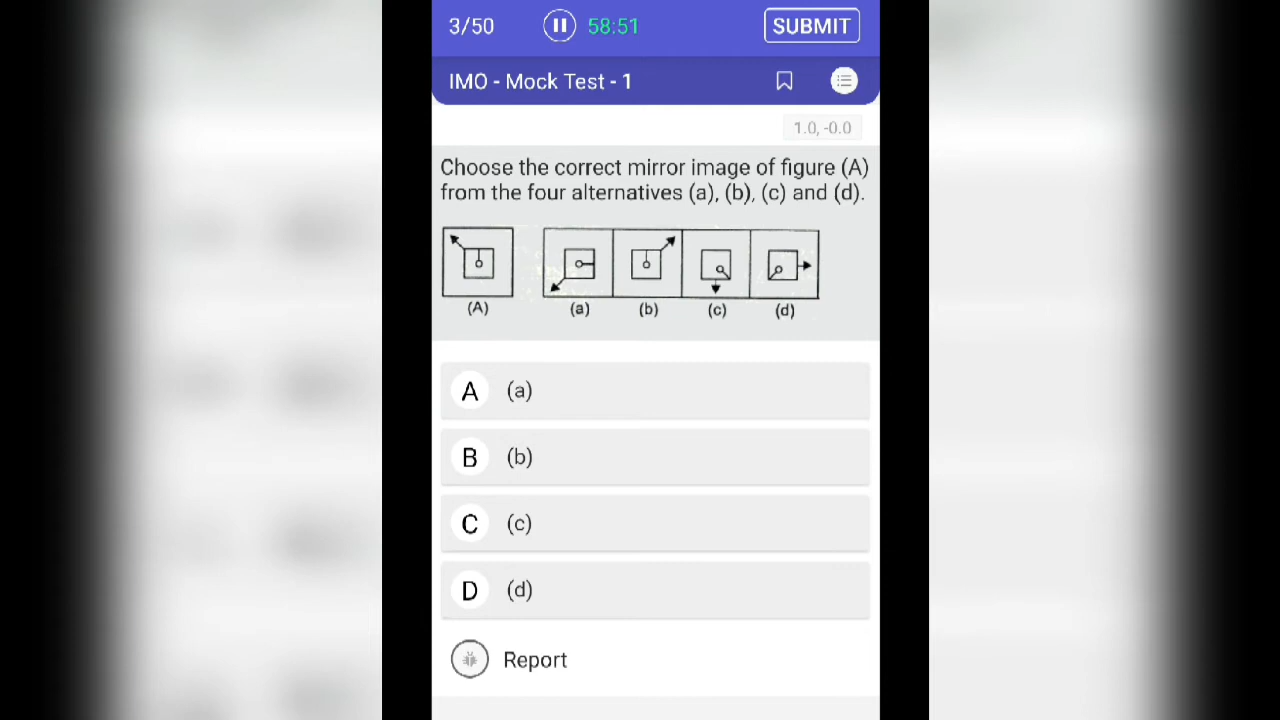 3/50 58:51 SUBMIT
IMO - Mock Test - 1
1.0, -0.0
Choose the correct mirror image of figure (A)
from the four alternatives (a), (b), (c) and (d).
(A) (a) (b) (c) (d)
A (a)
B (b)
C (c)
D (d)
Report